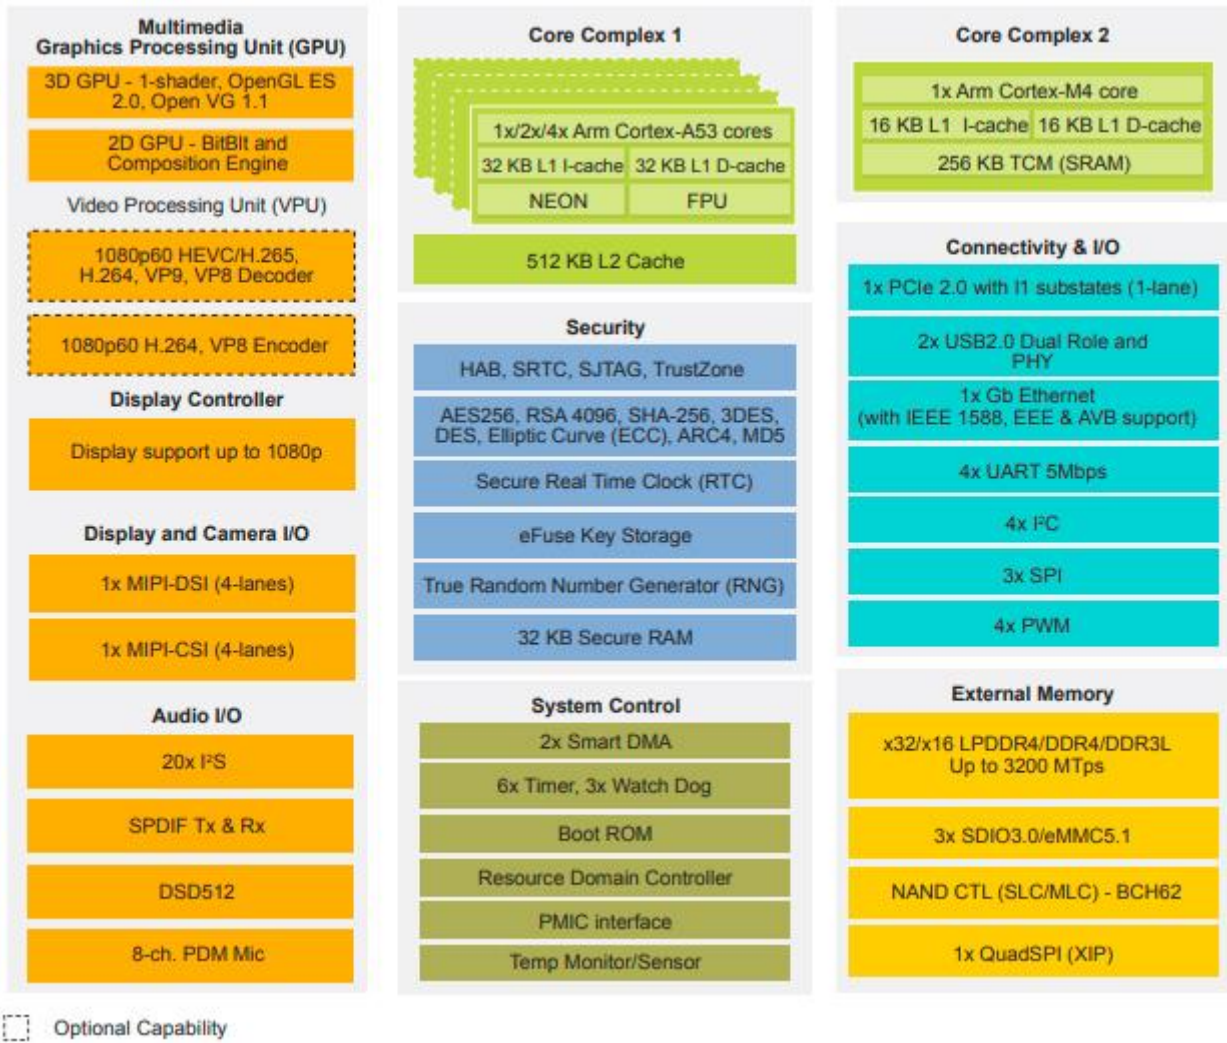 Multimedia
Graphics Processing Unit (GPU)
3D GPU - 1-shader, OpenGL ES
2.0, Open VG 1.1
2D GPU - BitBlt and
Composition Engine
Video Processing Unit (VPU)
1080p60 HEVC/H.265,
H.264, VP9, VP8 Decoder
1080p60 H.264, VP8 Encoder
Display Controller
Display support up to 1080p
Display and Camera I/O
1x MIPI-DSI (4-lanes)
1x MIPI-CSI (4-lanes)
Audio I/O
20x I²S
SPDIF Tx & Rx
DSD512
8-ch. PDM Mic
Core Complex 1
1x/2x/4x Arm Cortex-A53 cores
32 KB L1 I-cache 32 KB L1 D-cache
NEON FPU
512 KB L2 Cache
Security
HAB, SRTC, SJTAG, TrustZone
AES256, RSA 4096, SHA-256, 3DES,
DES, Elliptic Curve (ECC), ARC4, MD5
Secure Real Time Clock (RTC)
eFuse Key Storage
True Random Number Generator (RNG)
32 KB Secure RAM
System Control
2x Smart DMA
6x Timer, 3x Watch Dog
Boot ROM
Resource Domain Controller
PMIC interface
Temp Monitor/Sensor
Core Complex 2
1x Arm Cortex-M4 core
16 KB L1 I-cache 16 KB L1 D-cache
256 KB TCM (SRAM)
Connectivity & I/O
1x PCIe 2.0 with l1 substates (1-lane)
2x USB2.0 Dual Role and
PHY
1x Gb Ethernet
(with IEEE 1588, EEE & AVB support)
4x UART 5Mbps
4x I²C
3x SPI
4x PWM
External Memory
x32/x16 LPDDR4/DDR4/DDR3L
Up to 3200 MTps
3x SDIO3.0/eMMC5.1
NAND CTL (SLC/MLC) - BCH62
1x QuadSPI (XIP)
Optional Capability